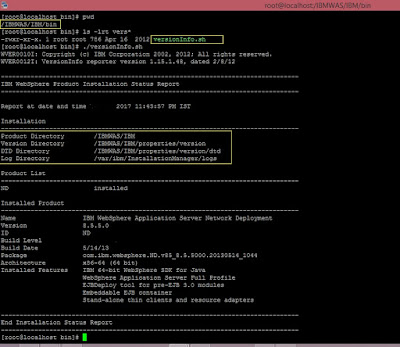 root@localhost:/IBMWAS/IBM/bin
[root@localhost bin]# pwd
/IBMWAS/IBM/bin
[root@localhost bin]# ls -lrt vers*
-rwxr-xr-x. 1 root root 786 Apr 16 2012 versionInfo.sh
[root@localhost bin]# ./versionInfo.sh
WVER0010I: Copyright (c) IBM Corporation 2002, 2012; All rights reserved.
WVER0012I: VersionInfo reporter version 1.15.1.48, dated 2/8/12
--------------------------------------------------------------------------------
IBM WebSphere Product Installation Status Report
--------------------------------------------------------------------------------
Report at date and time 2017 11:43:57 PM IST
Installation
--------------------------------------------------------------------------------
Product Directory /IBMWAS/IBM
Version Directory /IBMWAS/IBM/properties/version
DTD Directory /IBMWAS/IBM/properties/version/dtd
Log Directory /var/ibm/InstallationManager/logs
Product List
--------------------------------------------------------------------------------
ND installed
Installed Product
--------------------------------------------------------------------------------
Name IBM WebSphere Application Server Network Deployment
Version 8.5.5.0
ID ND
Build Level
Build Date 5/14/13
Package com.ibm.websphere.ND.v85_8.5.5000.20130514_1044
Architecture x86-64 (64 bit)
Installed Features IBM 64-bit WebSphere SDK for Java
WebSphere Application Server Full Profile
EJBDeploy tool for pre-EJB 3.0 modules
Embeddable EJB container
Stand-alone thin clients and resource adapters
--------------------------------------------------------------------------------
End Installation Status Report
--------------------------------------------------------------------------------
[root@localhost bin]#